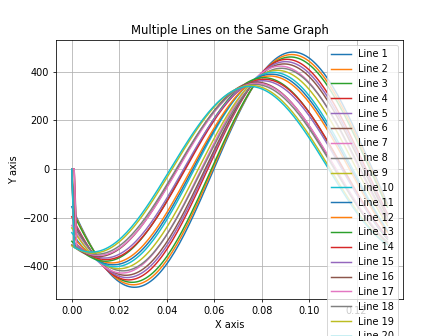 Multiple Lines on the Same Graph
Y axis
400
200
0
−200
−400
0.00
0.02
0.04
0.06
0.08
0.10
X axis
Line 1
Line 2
Line 3
Line 4
Line 5
Line 6
Line 7
Line 8
Line 9
Line 10
Line 11
Line 12
Line 13
Line 14
Line 15
Line 16
Line 17
Line 18
Line 19
Line 20